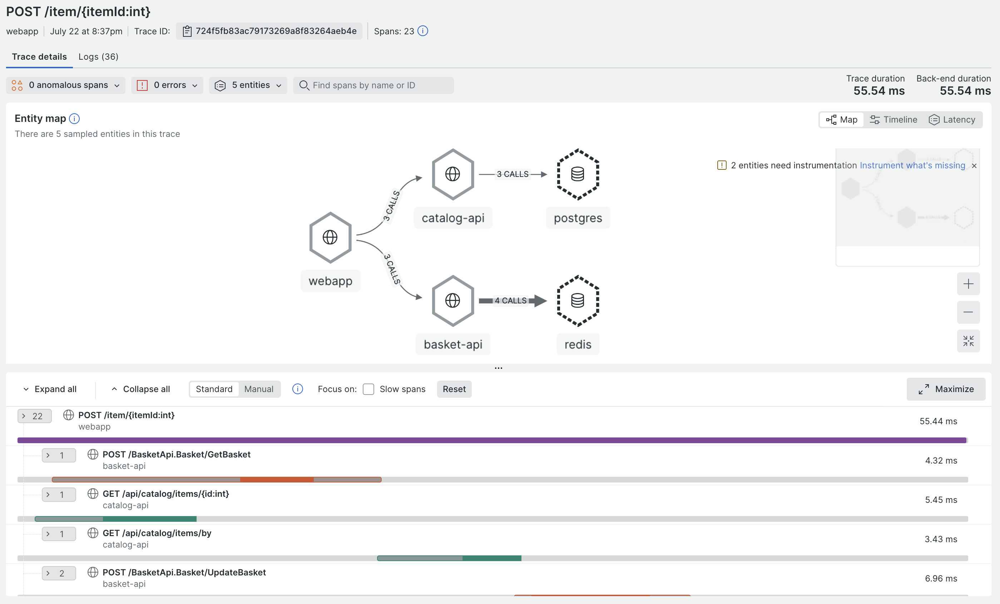 POST /item/{itemId:int}
webapp July 22 at 8:37pm Trace ID: 724f5fb83ac79173269a8f83264aeb4e Spans: 23
Trace details Logs (36)
0 anomalous spans 0 errors 5 entities Find spans by name or ID
Trace duration Back-end duration
55.54 ms 55.54 ms
Entity map
There are 5 sampled entities in this trace
Map Timeline Latency
2 entities need instrumentation Instrument what's missing
3 CALLS
3 CALLS
catalog-api
postgres
webapp
3 CALLS
4 CALLS
basket-api
redis
Expand all Collapse all Standard Manual Focus on: Slow spans Reset Maximize
22 POST /item/{itemId:int}
webapp
55.44 ms
1 POST /BasketApi.Basket/GetBasket
basket-api
4.32 ms
1 GET /api/catalog/items/{id:int}
catalog-api
5.45 ms
1 GET /api/catalog/items/by
catalog-api
3.43 ms
2 POST /BasketApi.Basket/UpdateBasket
basket-api
6.96 ms